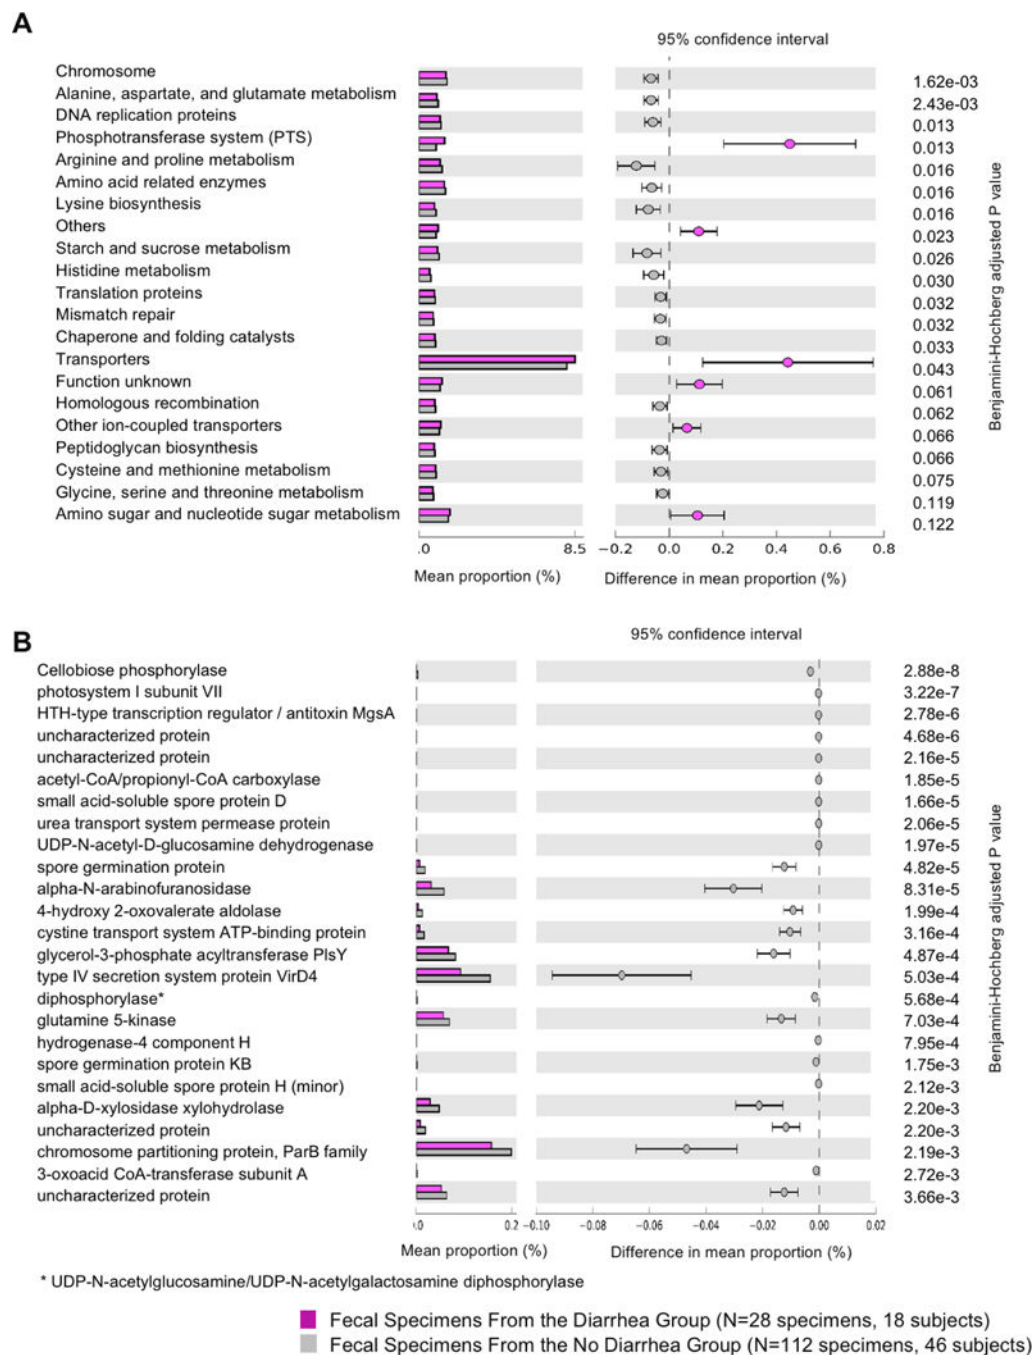 A
95% confidence interval
Chromosome 1.62e-03
Alanine, aspartate, and glutamate metabolism 2.43e-03
DNA replication proteins 0.013
Phosphotransferase system (PTS) 0.013
Arginine and proline metabolism 0.016
Amino acid related enzymes 0.016
Lysine biosynthesis 0.016
Others 0.023
Starch and sucrose metabolism 0.026
Histidine metabolism 0.030
Translation proteins 0.032
Mismatch repair 0.032
Chaperone and folding catalysts 0.033
Transporters 0.043
Function unknown 0.061
Homologous recombination 0.062
Other ion-coupled transporters 0.066
Peptidoglycan biosynthesis 0.066
Cysteine and methionine metabolism 0.075
Glycine, serine and threonine metabolism 0.119
Amino sugar and nucleotide sugar metabolism 0.122
Benjamini-Hochberg adjusted P value
.0 8.5 −0.2 0.0 0.2 0.4 0.6 0.8
Mean proportion (%) Difference in mean proportion (%)
B
95% confidence interval
Cellobiose phosphorylase 2.88e-8
photosystem I subunit VII 3.22e-7
HTH-type transcription regulator / antitoxin MgsA 2.78e-6
uncharacterized protein 4.68e-6
uncharacterized protein 2.16e-5
acetyl-CoA/propionyl-CoA carboxylase 1.85e-5
small acid-soluble spore protein D 1.66e-5
urea transport system permease protein 2.06e-5
UDP-N-acetyl-D-glucosamine dehydrogenase 1.97e-5
spore germination protein 4.82e-5
alpha-N-arabinofuranosidase 8.31e-5
4-hydroxy 2-oxovalerate aldolase 1.99e-4
cystine transport system ATP-binding protein 3.16e-4
glycerol-3-phosphate acyltransferase PlsY 4.87e-4
type IV secretion system protein VirD4 5.03e-4
diphosphorylase* 5.68e-4
glutamine 5-kinase 7.03e-4
hydrogenase-4 component H 7.95e-4
spore germination protein KB 1.75e-3
small acid-soluble spore protein H (minor) 2.12e-3
alpha-D-xylosidase xylohydrolase 2.20e-3
uncharacterized protein 2.20e-3
chromosome partitioning protein, ParB family 2.19e-3
3-oxoacid CoA-transferase subunit A 2.72e-3
uncharacterized protein 3.66e-3
Benjamini-Hochberg adjusted P value
.0 0.2 −0.10 −0.08 −0.06 −0.04 −0.02 0.00 0.02
Mean proportion (%) Difference in mean proportion (%)
* UDP-N-acetylglucosamine/UDP-N-acetylgalactosamine diphosphorylase
Fecal Specimens From the Diarrhea Group (N=28 specimens, 18 subjects)
Fecal Specimens From the No Diarrhea Group (N=112 specimens, 46 subjects)